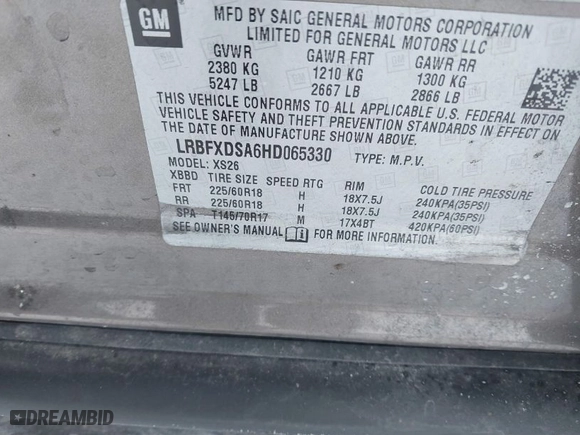 GM
MFD BY SAIC GENERAL MOTORS CORPORATION
LIMITED FOR GENERAL MOTORS LLC
GVWR GAWR FRT GAWR RR
2380 KG 1210 KG 1300 KG
5247 LB 2667 LB 2866 LB
THIS VEHICLE CONFORMS TO ALL APPLICABLE U.S. FEDERAL MOTOR
VEHICLE SAFETY AND THEFT PREVENTION STANDARDS IN EFFECT ON
THE DATE OF MANUFACTURE SHOWN ABOVE.
LRBFXDSA6HD065330 TYPE: M.P.V.
MODEL: XS26
XBBD TIRE SIZE SPEED RTG RIM COLD TIRE PRESSURE
FRT 225/60R18 H 18X7.5J 240KPA(35PSI)
RR 225/60R18 H 18X7.5J 240KPA(35PSI)
SPA T145/70R17 M 17X4BT 420KPA(60PSI)
SEE OWNER'S MANUAL FOR MORE INFORMATION.
DREAMBID